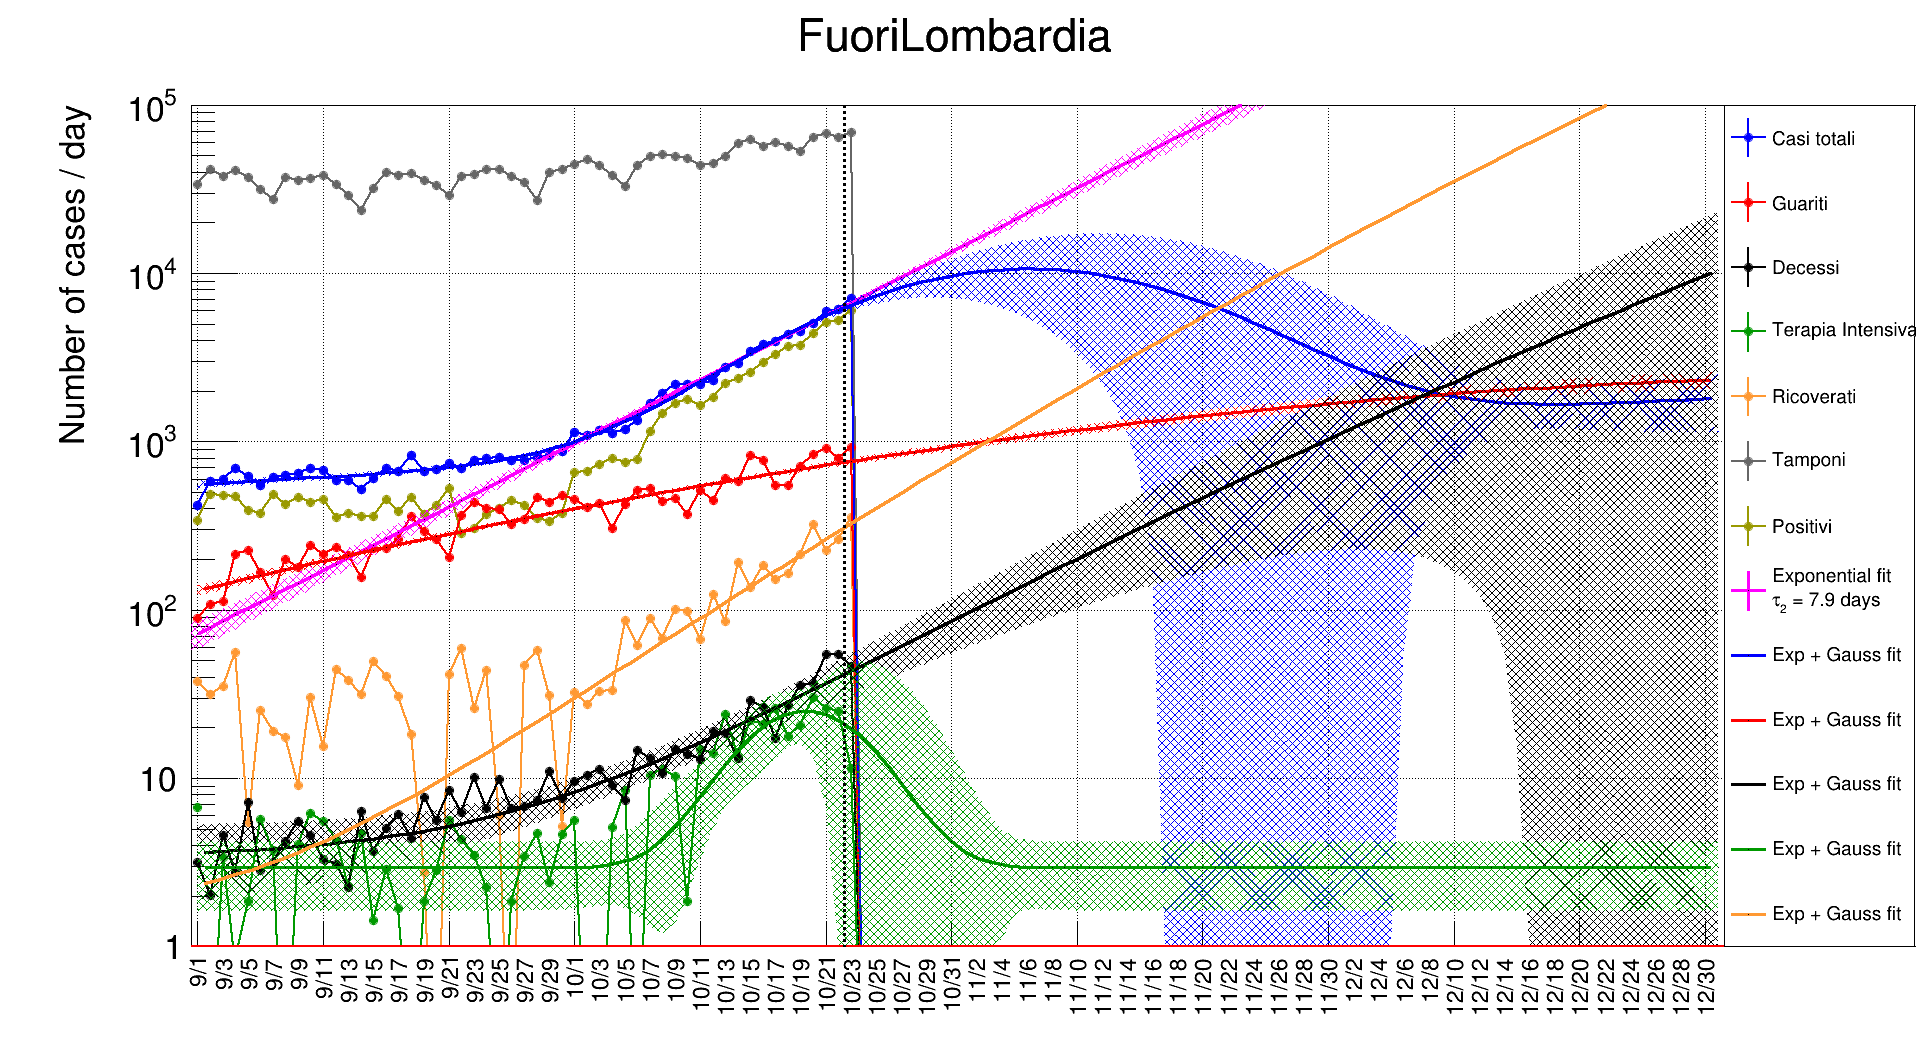 FuoriLombardia
Number of cases / day
10^5
10^4
10^3
10^2
10
1
9/1 9/3 9/5 9/7 9/9 9/11 9/13 9/15 9/17 9/19 9/21 9/23 9/25 9/27 9/29 10/1 10/3 10/5 10/7 10/9 10/11 10/13 10/15 10/17 10/19 10/21 10/23 10/25 10/27 10/29 10/31 11/2 11/4 11/6 11/8 11/10 11/12 11/14 11/16 11/18 11/20 11/22 11/24 11/26 11/28 11/30 12/2 12/4 12/6 12/8 12/10 12/12 12/14 12/16 12/18 12/20 12/22 12/24 12/26 12/28 12/30
Casi totali
Guariti
Decessi
Terapia Intensiva
Ricoverati
Tamponi
Positivi
Exponential fit
τ₂ = 7.9 days
Exp + Gauss fit
Exp + Gauss fit
Exp + Gauss fit
Exp + Gauss fit
Exp + Gauss fit